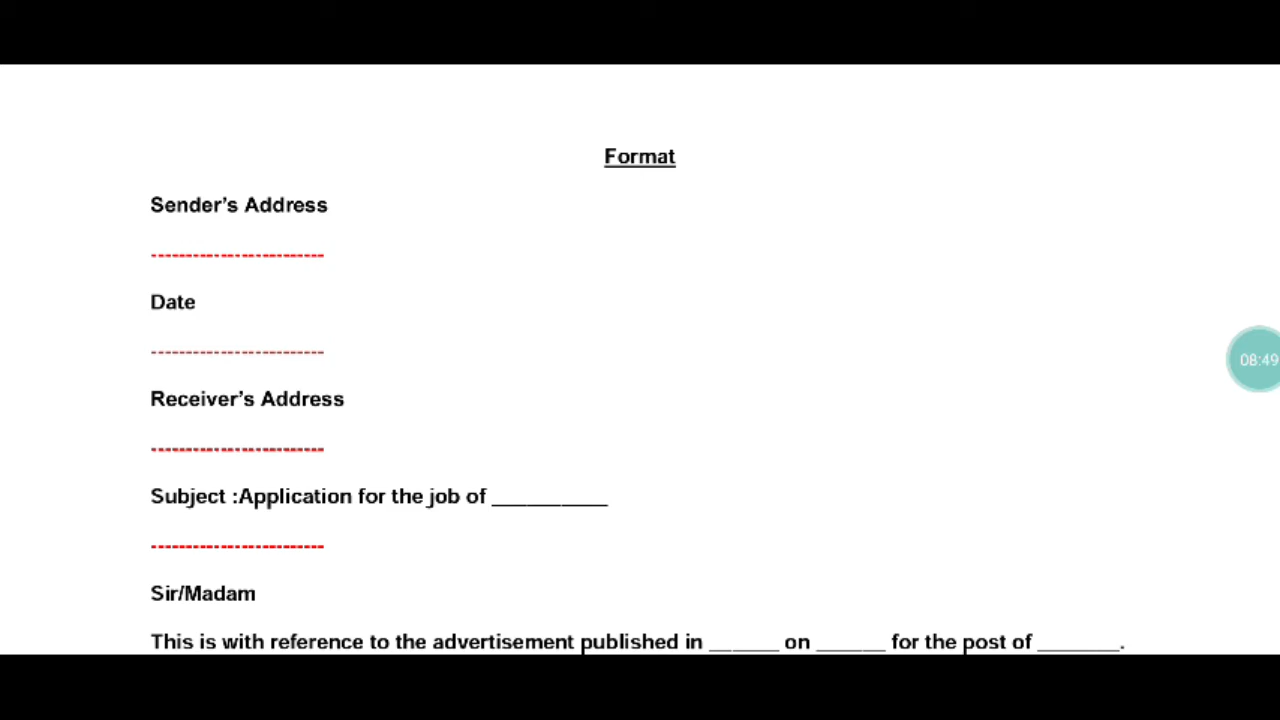 Format
Sender’s Address
-------------------------
Date
-------------------------
Receiver’s Address
-------------------------
Subject :Application for the job of __________
-------------------------
Sir/Madam
This is with reference to the advertisement published in ______ on ______ for the post of _______.
08:49